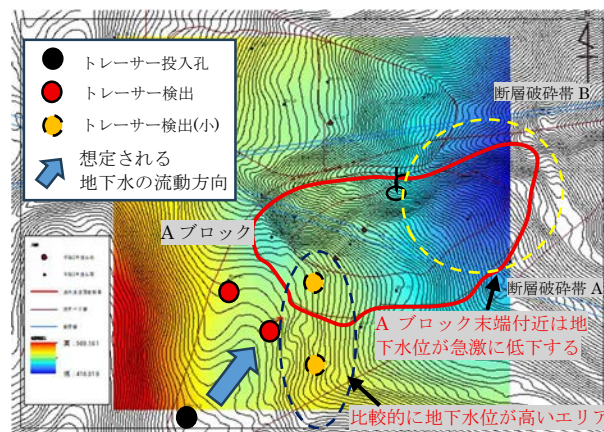 トレーサー投入孔
トレーサー検出
トレーサー検出(小)
想定される
地下水の流動方向
断層破砕帯 B
A ブロック
断層破砕帯 A
A ブロック末端付近は地
下水位が急激に低下する
比較的に地下水位が高いエリア